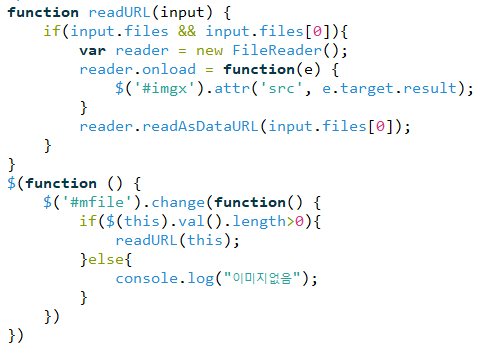 function readURL(input) {
    if(input.files && input.files[0]){
        var reader = new FileReader();
        reader.onload = function(e) {
            $('#imgx').attr('src', e.target.result);
        }
        reader.readAsDataURL(input.files[0]);
    }
}
$(function () {
    $('#mfile').change(function() {
        if($(this).val().length>0){
            readURL(this);
        }else{
            console.log("이미지없음");
        }
    })
})